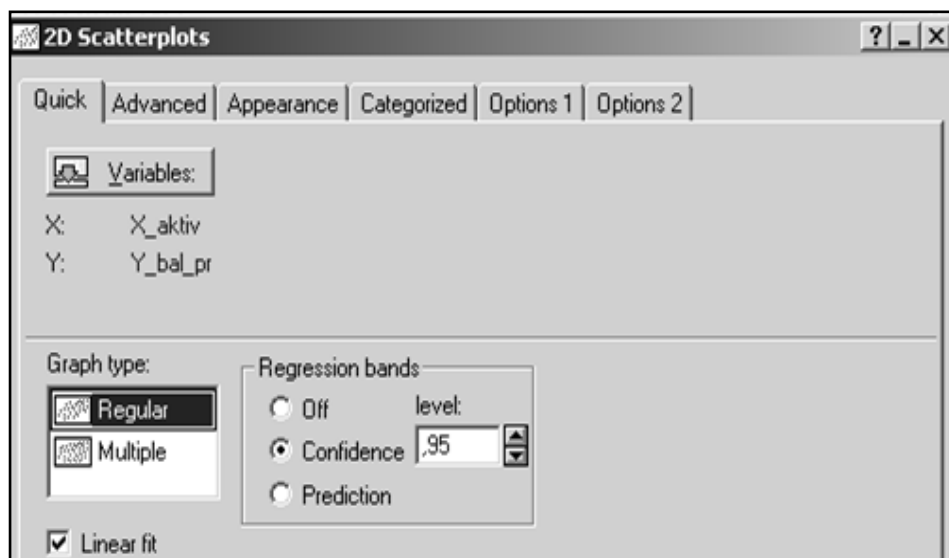 2D Scatterplots
Quick Advanced Appearance Categorized Options 1 Options 2
Variables:
X: X_aktiv
Y: Y_bal_pr
Graph type:
Regular
Multiple
Regression bands
Off level:
Confidence ,95
Prediction
Linear fit